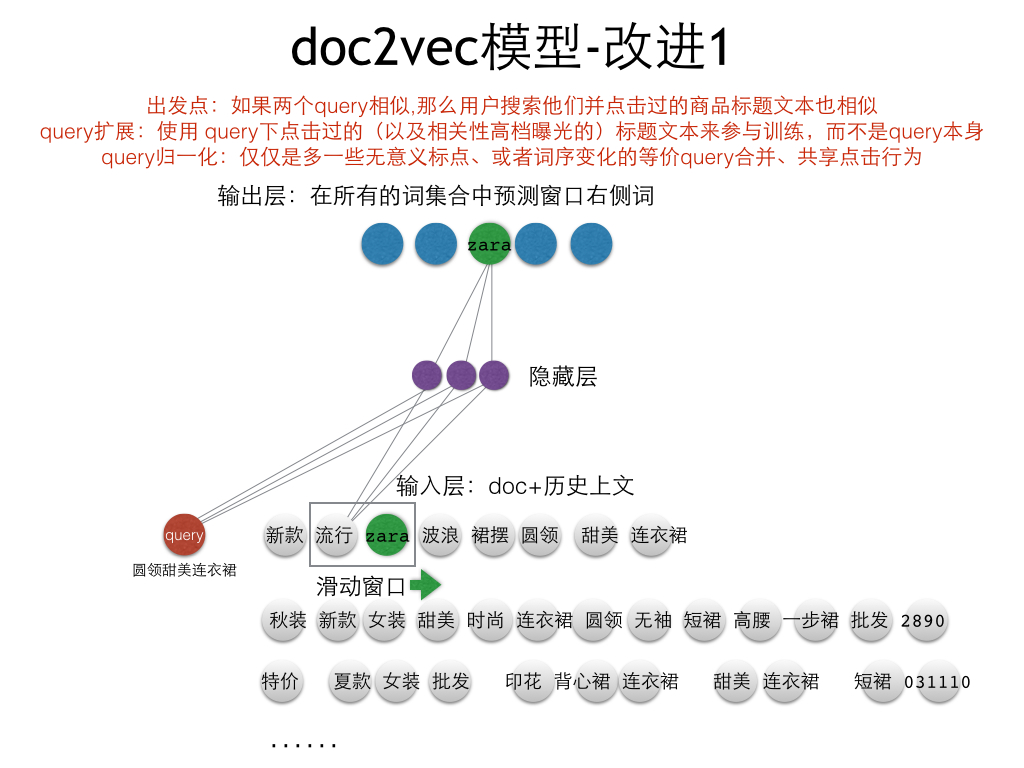 doc2vec模型-改进1
出发点：如果两个query相似,那么用户搜索他们并点击过的商品标题文本也相似
query扩展：使用 query下点击过的（以及相关性高档曝光的）标题文本来参与训练，而不是query本身
query归一化：仅仅是多一些无意义标点、或者词序变化的等价query合并、共享点击行为
输出层：在所有的词集合中预测窗口右侧词
zara
隐藏层
输入层：doc+历史上文
query 新款 流行 zara 波浪 裙摆 圆领 甜美 连衣裙
圆领甜美连衣裙
滑动窗口
秋装 新款 女装 甜美 时尚 连衣裙 圆领 无袖 短裙 高腰 一步裙 批发 2890
特价 夏款 女装 批发 印花 背心裙 连衣裙 甜美 连衣裙 短裙 031110
......